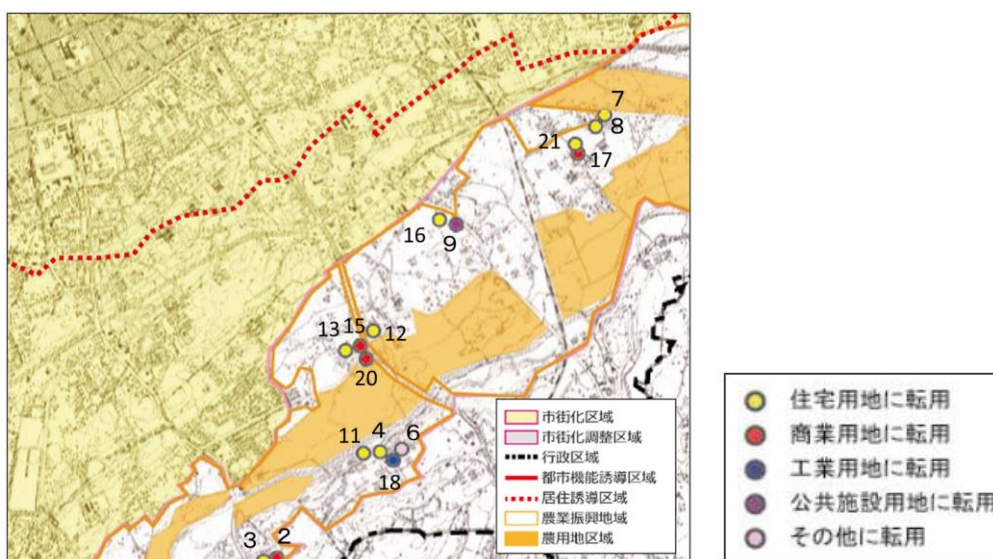 7
8
21
17
16
9
13
15
12
20
11
4
6
18
3
2
市街化区域
市街化調整区域
行政区域
都市機能誘導区域
居住誘導区域
農業振興地域
農用地区域
住宅用地に転用
商業用地に転用
工業用地に転用
公共施設用地に転用
その他に転用